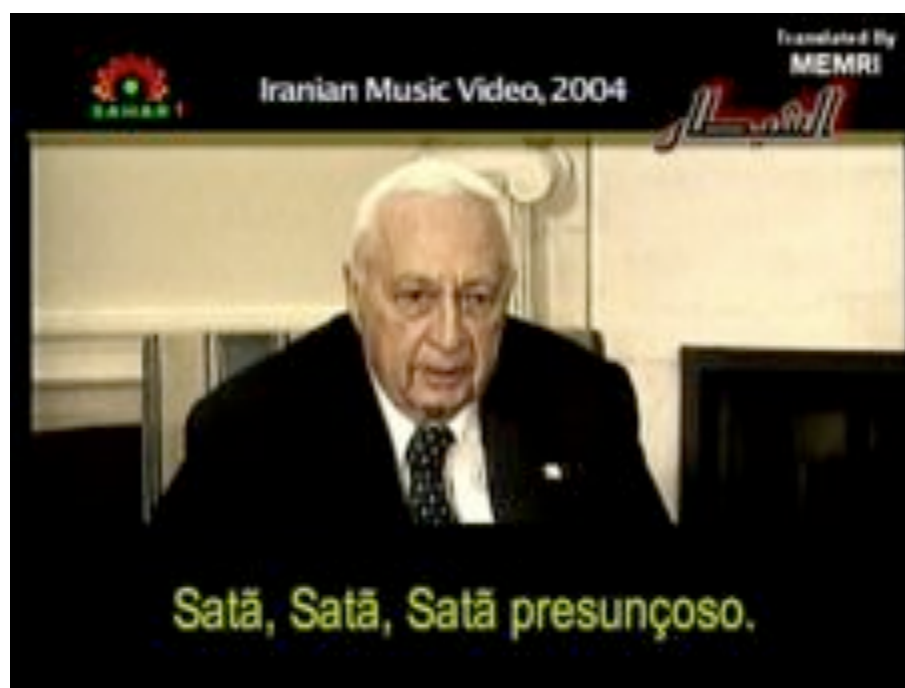 Translated By
MEMRI
Iranian Music Video, 2004
SAHAR 1
Satã, Satã, Satã presunçoso.